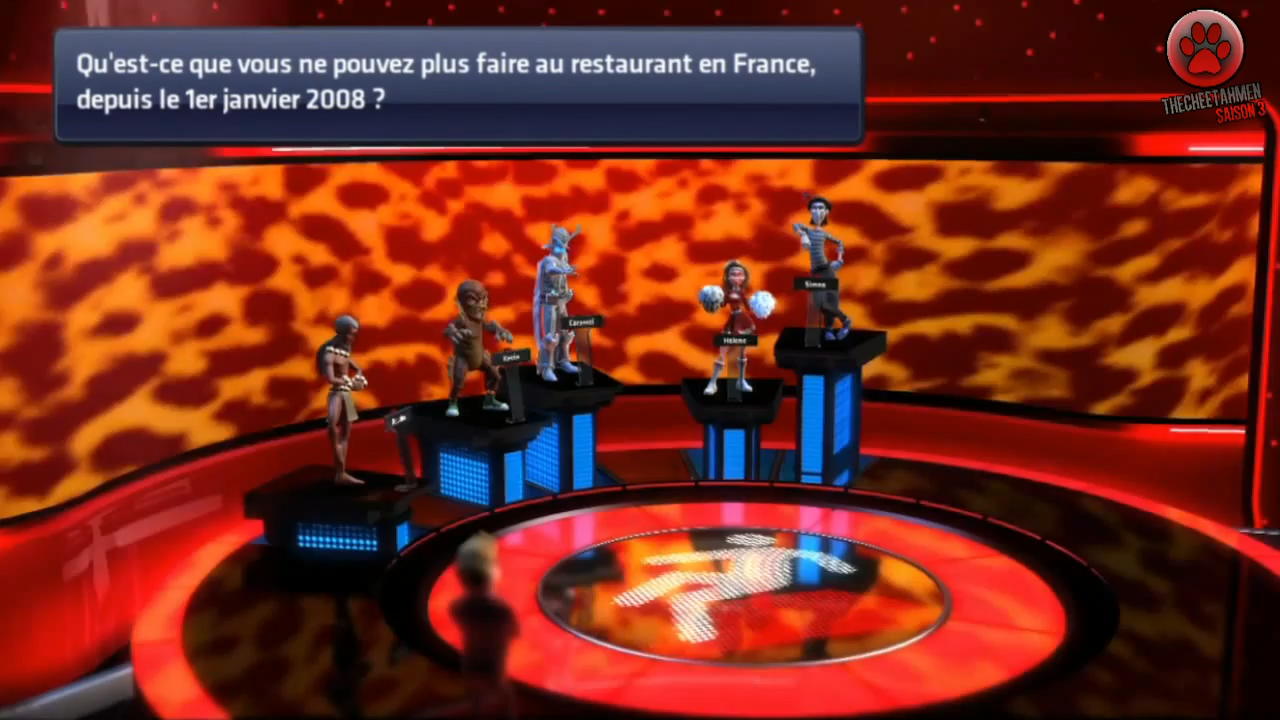 Qu'est-ce que vous ne pouvez plus faire au restaurant en France,
depuis le 1er janvier 2008 ?
THECHEETAHMEN
SAISON 3
Simon
Hélène